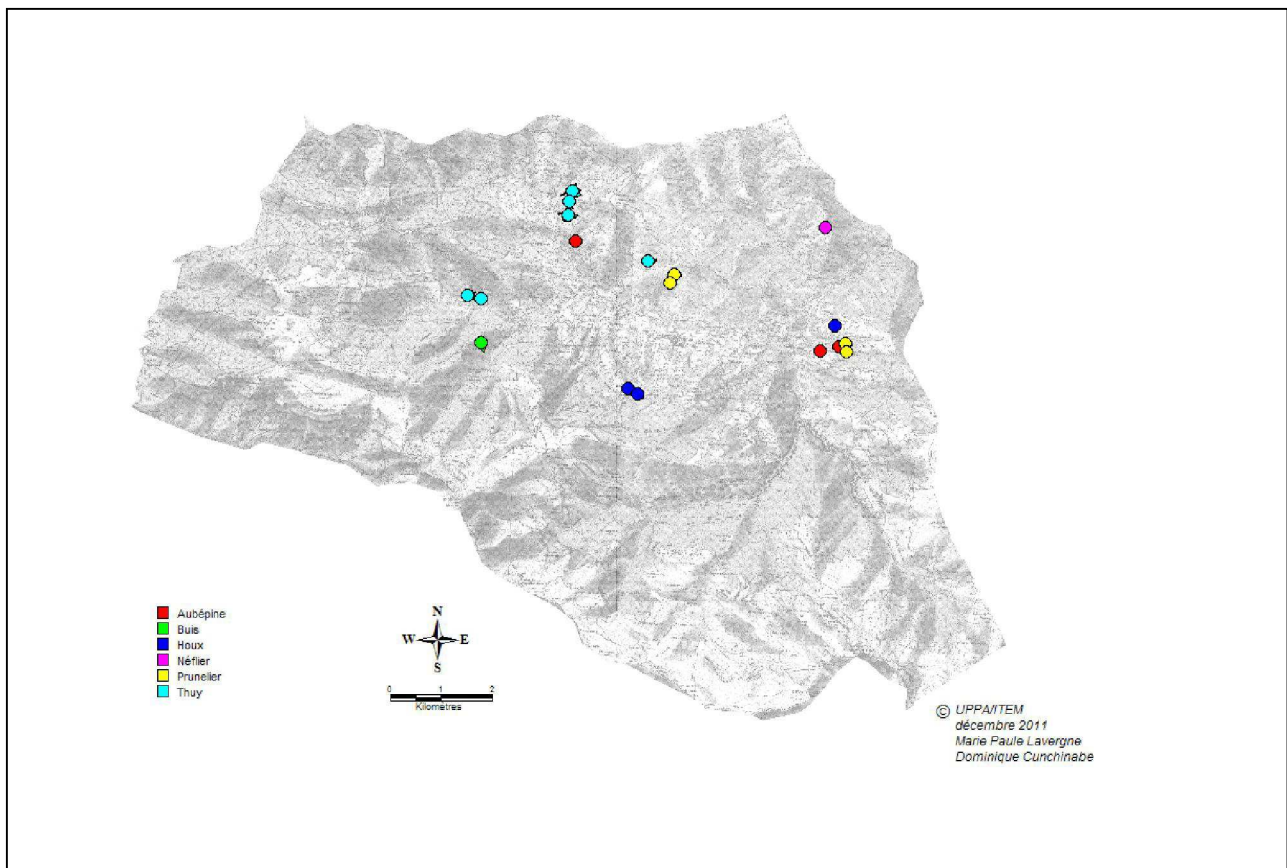 Aubépine
Buis
Houx
Néflier
Prunelier
Thuy
N
W E
S
0 1 2
Kilomètres
© UPPA/ITEM
décembre 2011
Marie Paule Lavergne
Dominique Cunchinabe